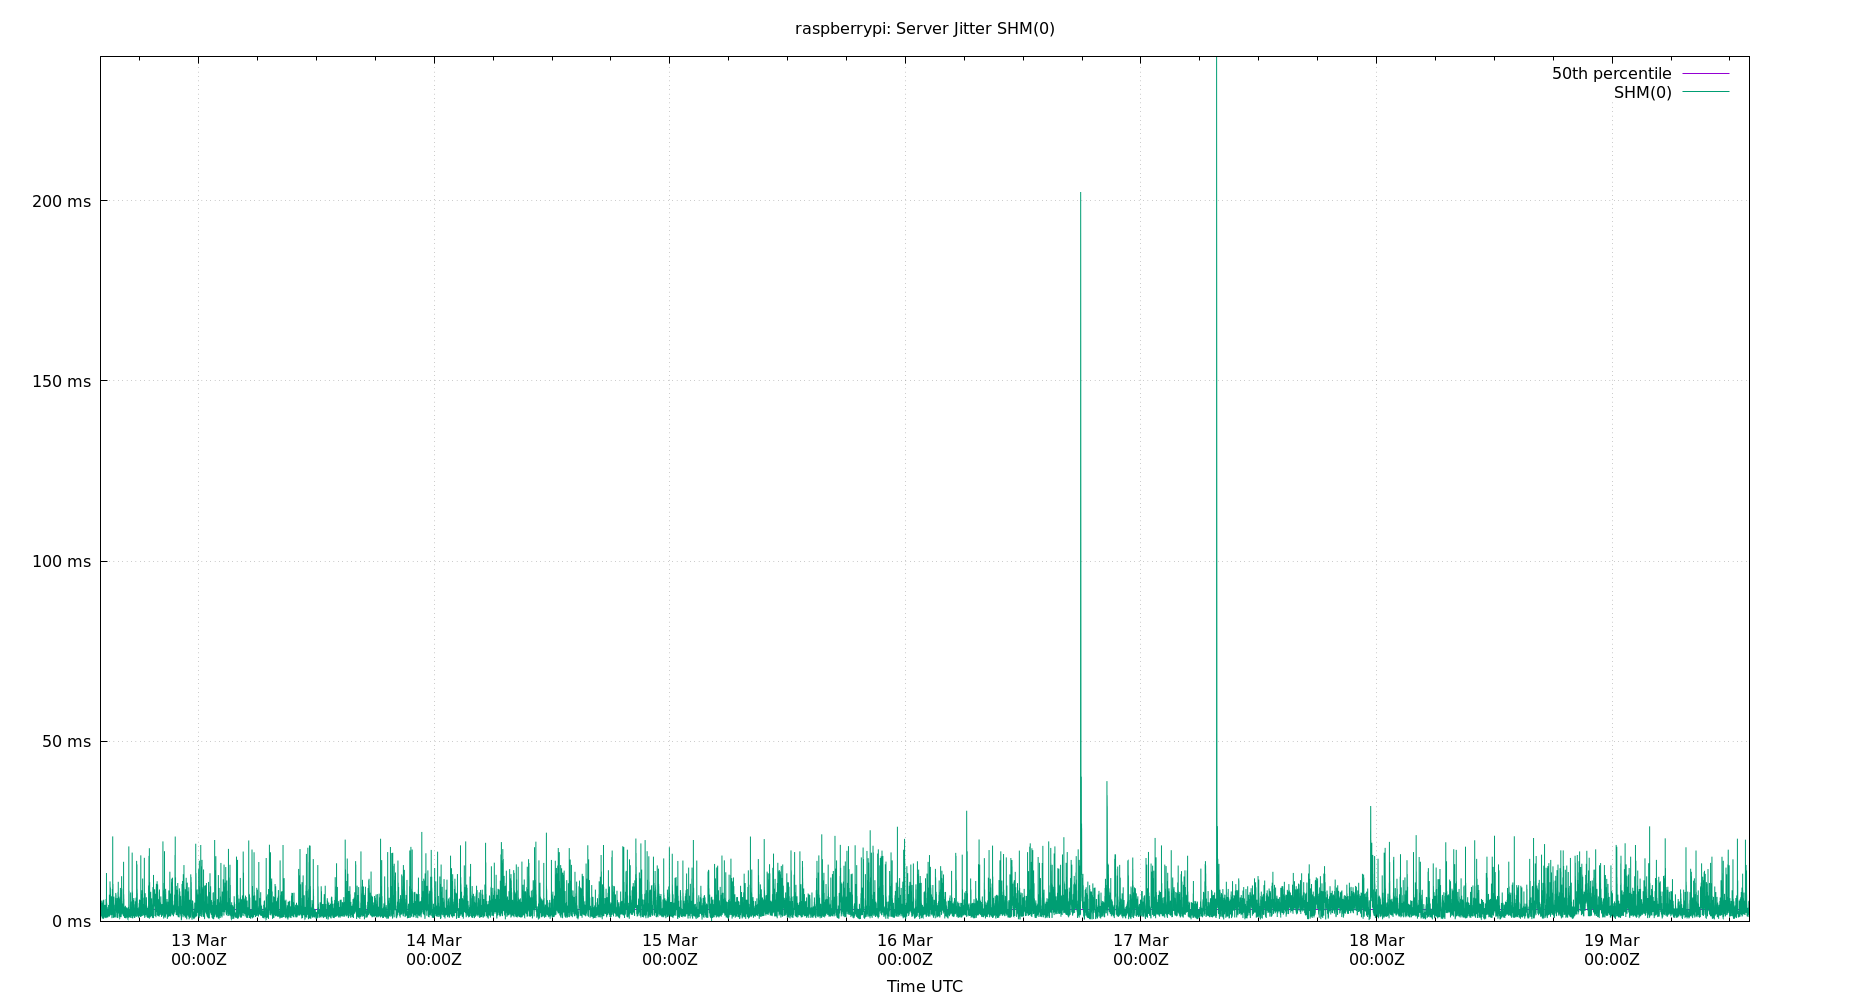 raspberrypi: Server Jitter SHM(0)
50th percentile
SHM(0)
200 ms
150 ms
100 ms
50 ms
0 ms
13 Mar 14 Mar 15 Mar 16 Mar 17 Mar 18 Mar 19 Mar
00:00Z 00:00Z 00:00Z 00:00Z 00:00Z 00:00Z 00:00Z
Time UTC